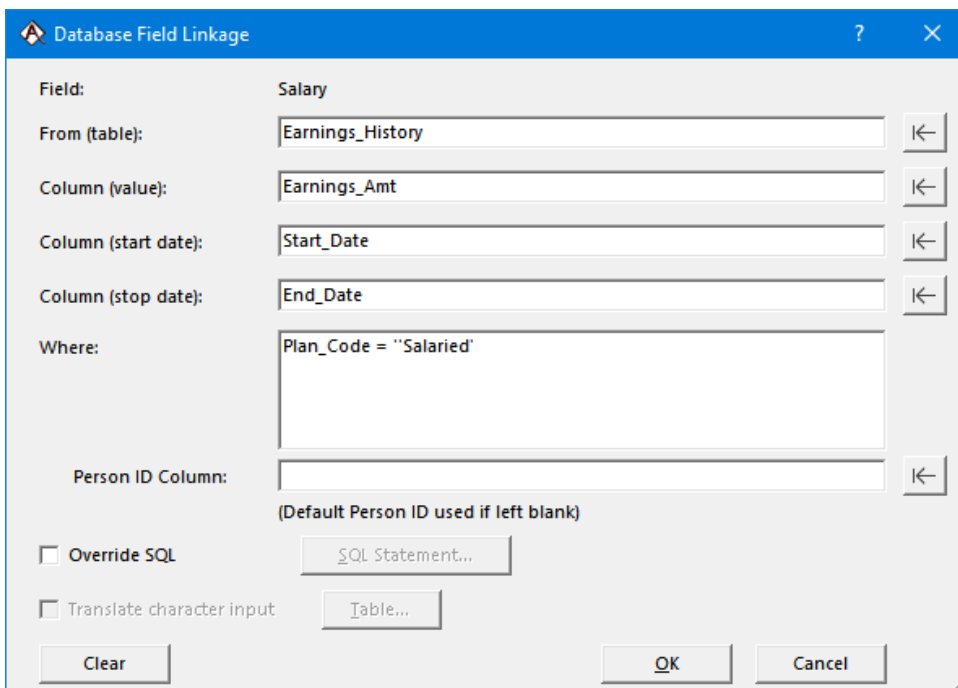 Database Field Linkage ?
Field: Salary
From (table): Earnings_History
Column (value): Earnings_Amt
Column (start date): Start_Date
Column (stop date): End_Date
Where: Plan_Code = ''Salaried'
Person ID Column:
(Default Person ID used if left blank)
Override SQL SQL Statement...
Translate character input Table...
Clear OK Cancel